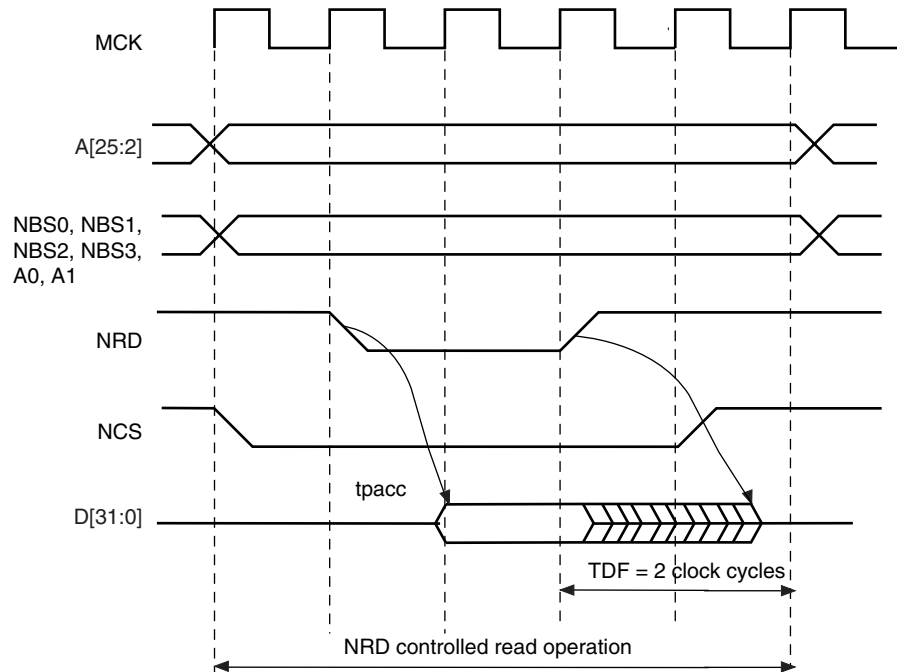 MCK
A[25:2]
NBS0, NBS1,
NBS2, NBS3,
A0, A1
NRD
NCS
tpacc
D[31:0]
TDF = 2 clock cycles
NRD controlled read operation